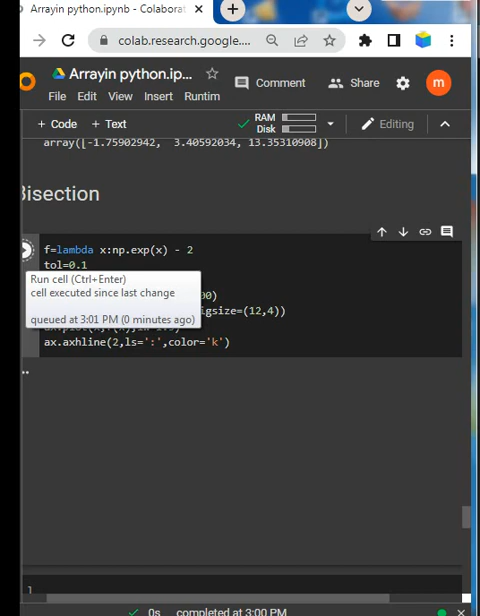 Arrayin python.ipynb - Colaborat
colab.research.google....
Arrayin python.ip...
Comment
Share
m
File Edit View Insert Runtim
+ Code + Text
RAM
Disk
Editing
array([-1.75902942, 3.40592034, 13.35310908])
Bisection
f=lambda x:np.exp(x) - 2
tol=0.1
Run cell (Ctrl+Enter)
cell executed since last change
00)
igsize=(12,4))
queued at 3:01 PM (0 minutes ago)
ax.axhline(2,ls=':',color='k')
..
1
0s completed at 3:00 PM